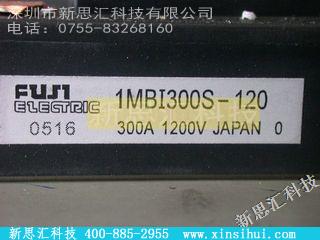 深圳市新思汇科技有限公司
电话：0755-83268160
FUJI ELECTRIC
1MBI300S-120
0516
300A 1200V JAPAN 0
新思汇科技
新思汇科技 400-885-2955 www.xinsihui.com